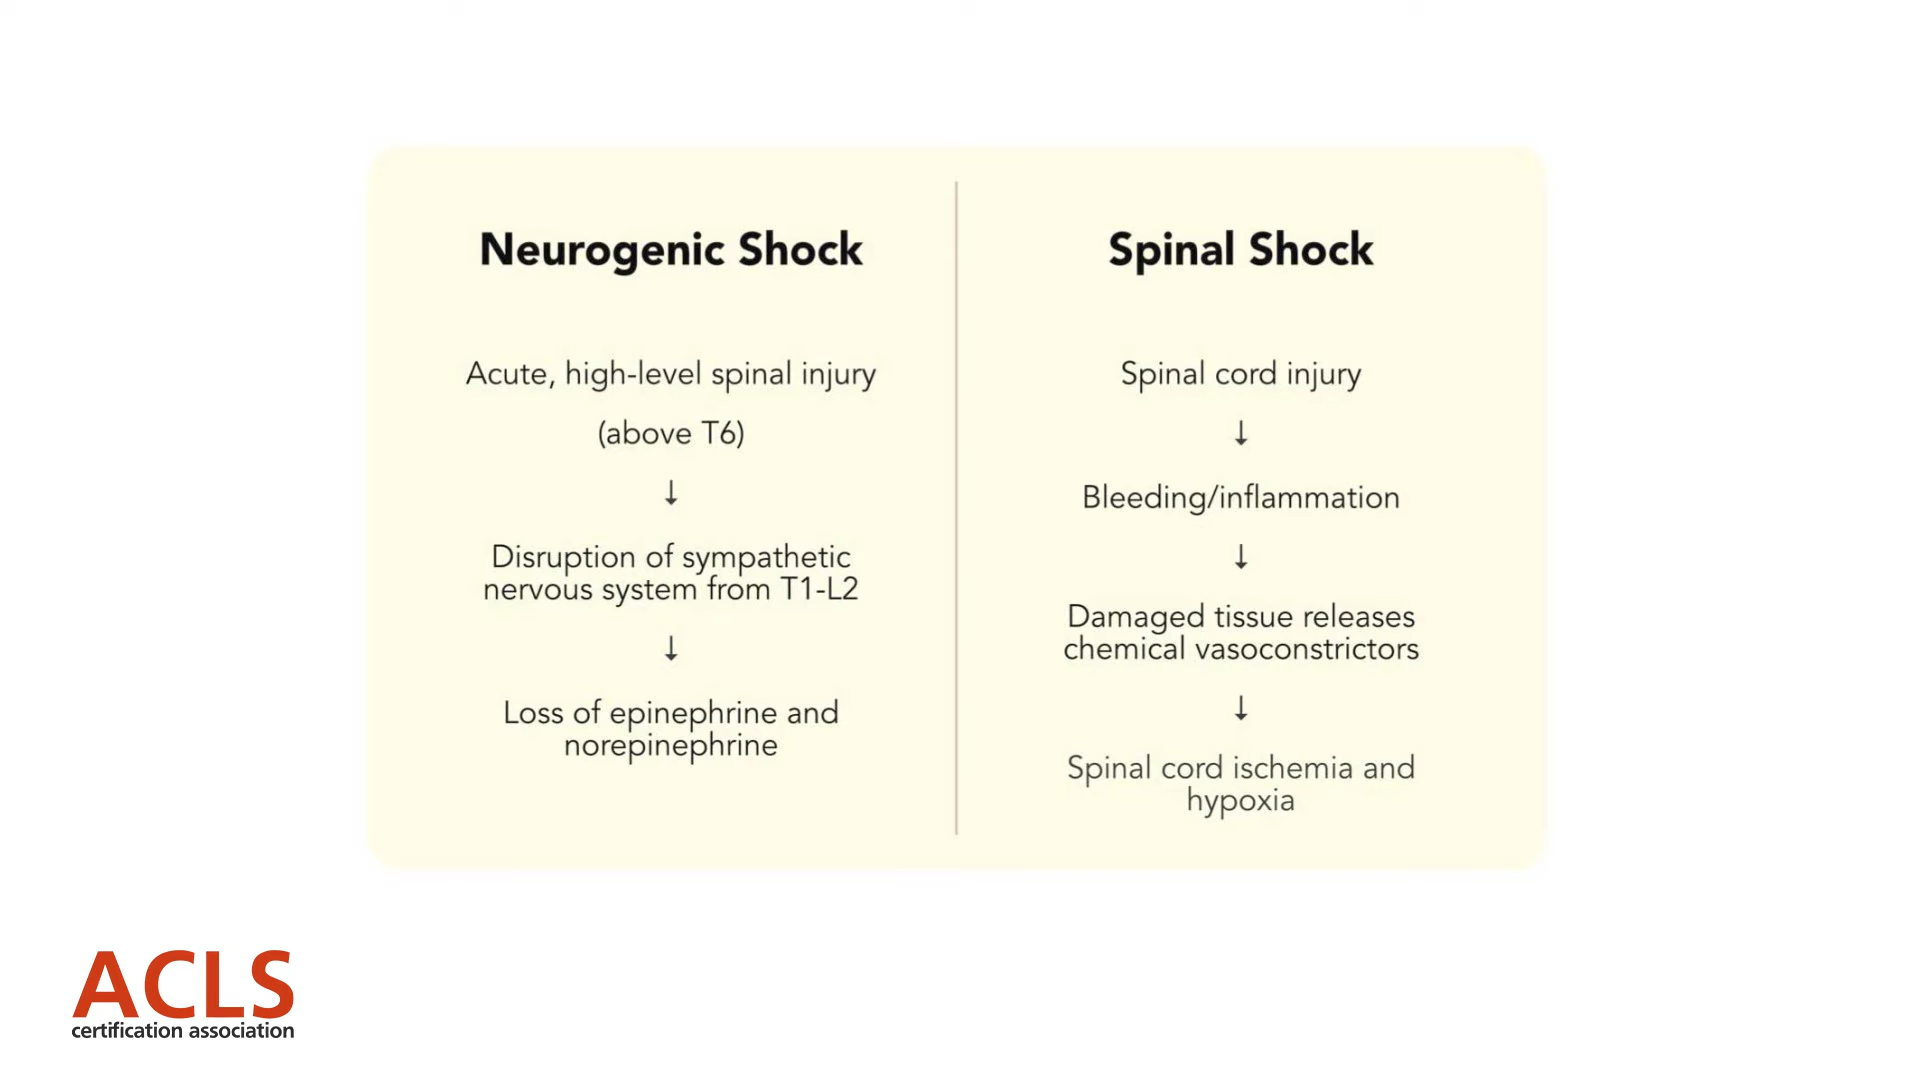 Neurogenic Shock
Acute, high-level spinal injury
(above T6)
↓
Disruption of sympathetic
nervous system from T1-L2
↓
Loss of epinephrine and
norepinephrine
Spinal Shock
Spinal cord injury
↓
Bleeding/inflammation
↓
Damaged tissue releases
chemical vasoconstrictors
↓
Spinal cord ischemia and
hypoxia
ACLS
certification association